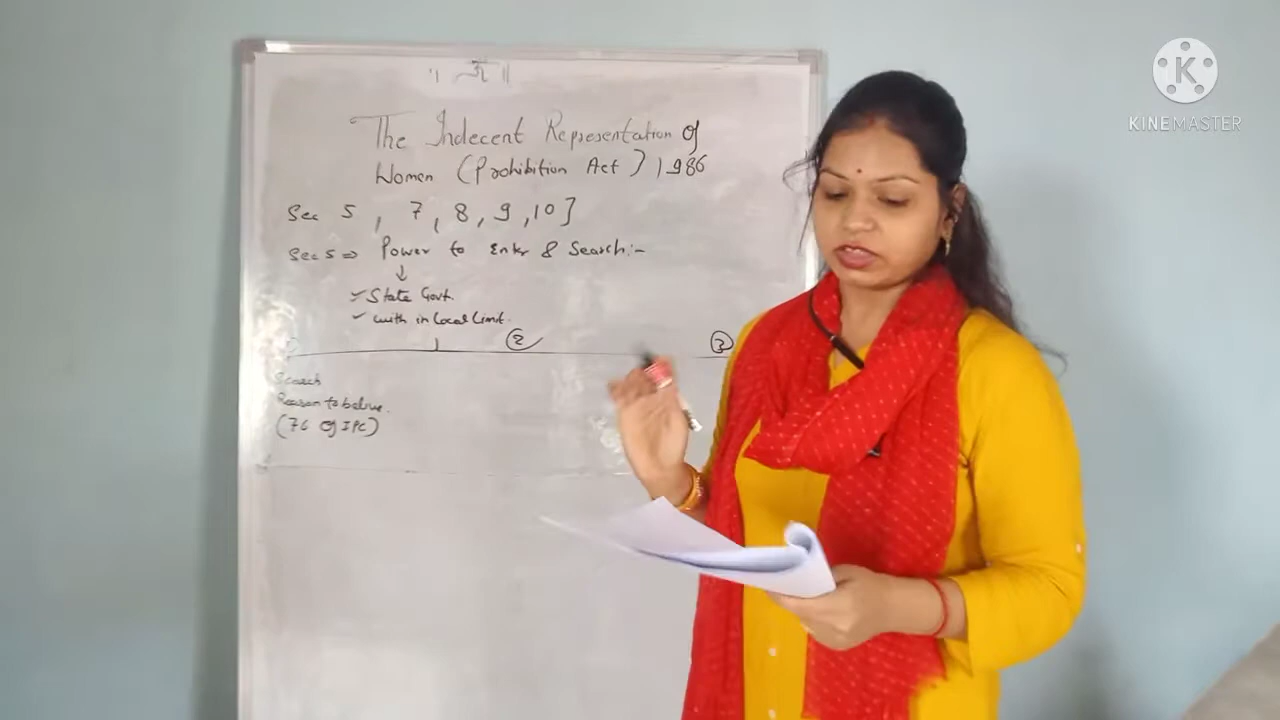 । ॐ ॥
The Indecent Representation of
Women (Prohibition Act) 1986
Sec 5, 7, 8, 9, 10]
Sec 5 ⇒ Power to Enter & Search:-
↓
✓ State Govt.
✓ with in Local Limit.
② ③
Search
Reason to believe.
(76 of IPC)
K
KINEMASTER